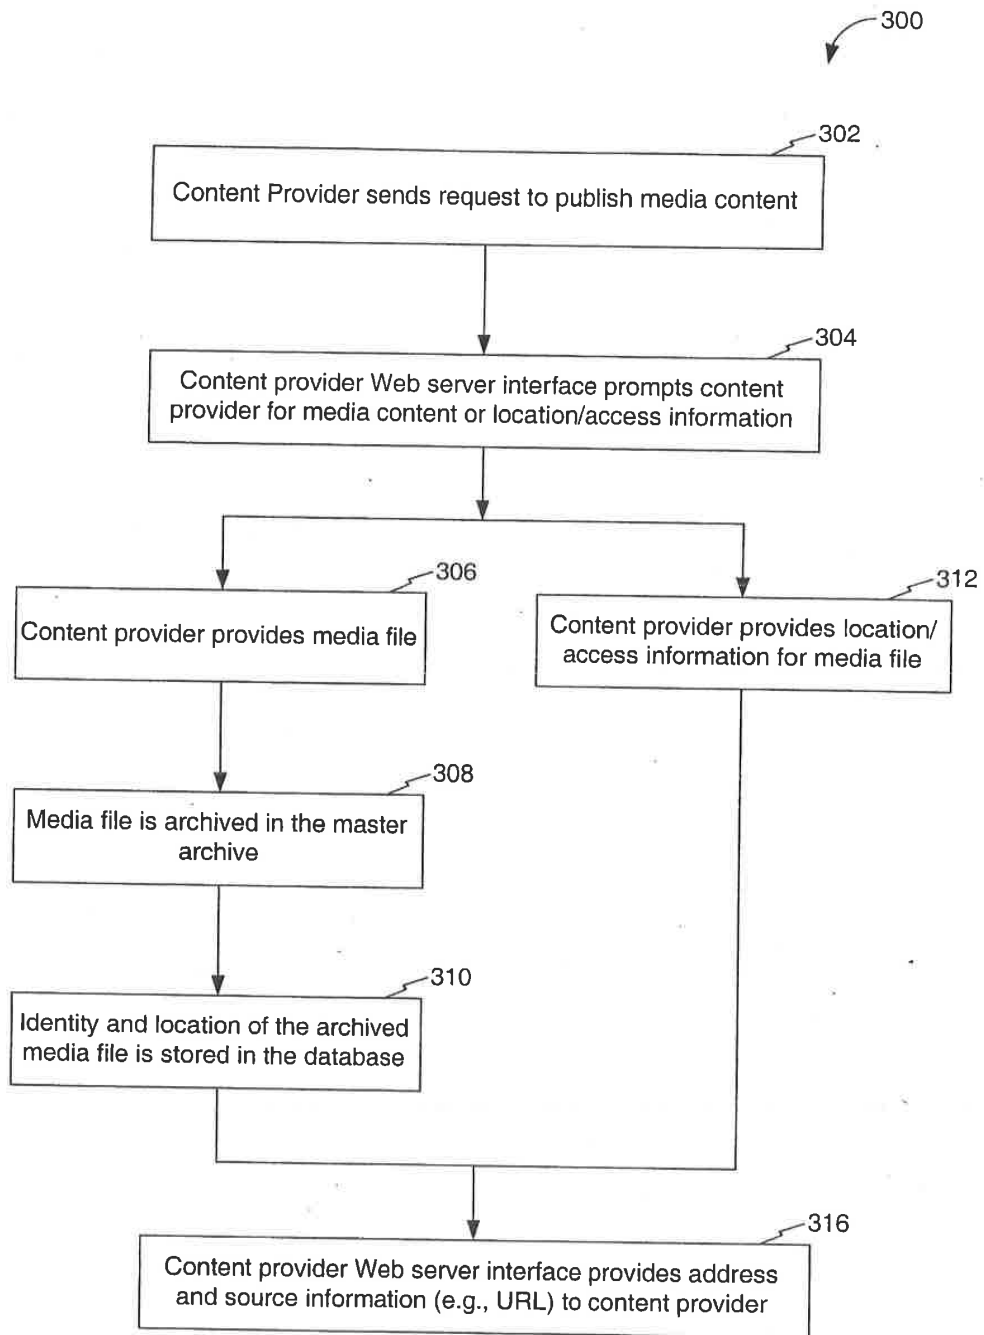 300
302
Content Provider sends request to publish media content
304
Content provider Web server interface prompts content
provider for media content or location/access information
306
Content provider provides media file
312
Content provider provides location/
access information for media file
308
Media file is archived in the master
archive
310
Identity and location of the archived
media file is stored in the database
316
Content provider Web server interface provides address
and source information (e.g., URL) to content provider